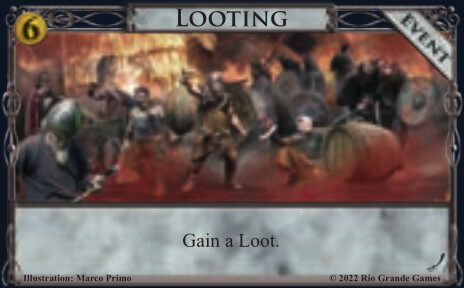 LOOTING
6
EVENT
Gain a Loot.
Illustration: Marco Primo
© 2022 Rio Grande Games